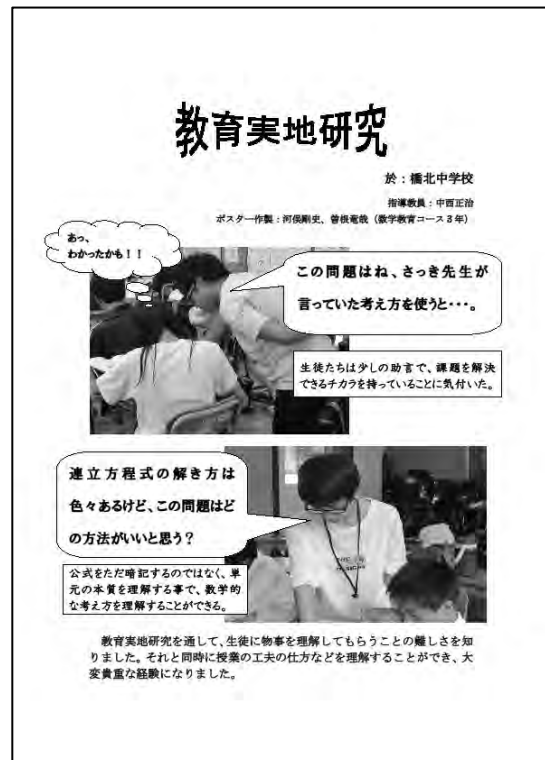 教育実地研究
於：橋北中学校
指導教員：中西正治
ポスター作製：河俣剛史、曽根竜哉（数学教育コース３年）
あっ、
わかったかも！！
この問題はね、さっき先生が
言っていた考え方を使うと・・・。
生徒たちは少しの助言で、課題を解決
できるチカラを持っていることに気付いた。
連立方程式の解き方は
色々あるけど、この問題はど
の方法がいいと思う？
公式をただ暗記するのではなく、単
元の本質を理解する事で、数学的
な考え方を理解することができる。
教育実地研究を通して、生徒に物事を理解してもらうことの難しさを知
りました。それと同時に授業の工夫の仕方などを理解することができ、大
変貴重な経験になりました。